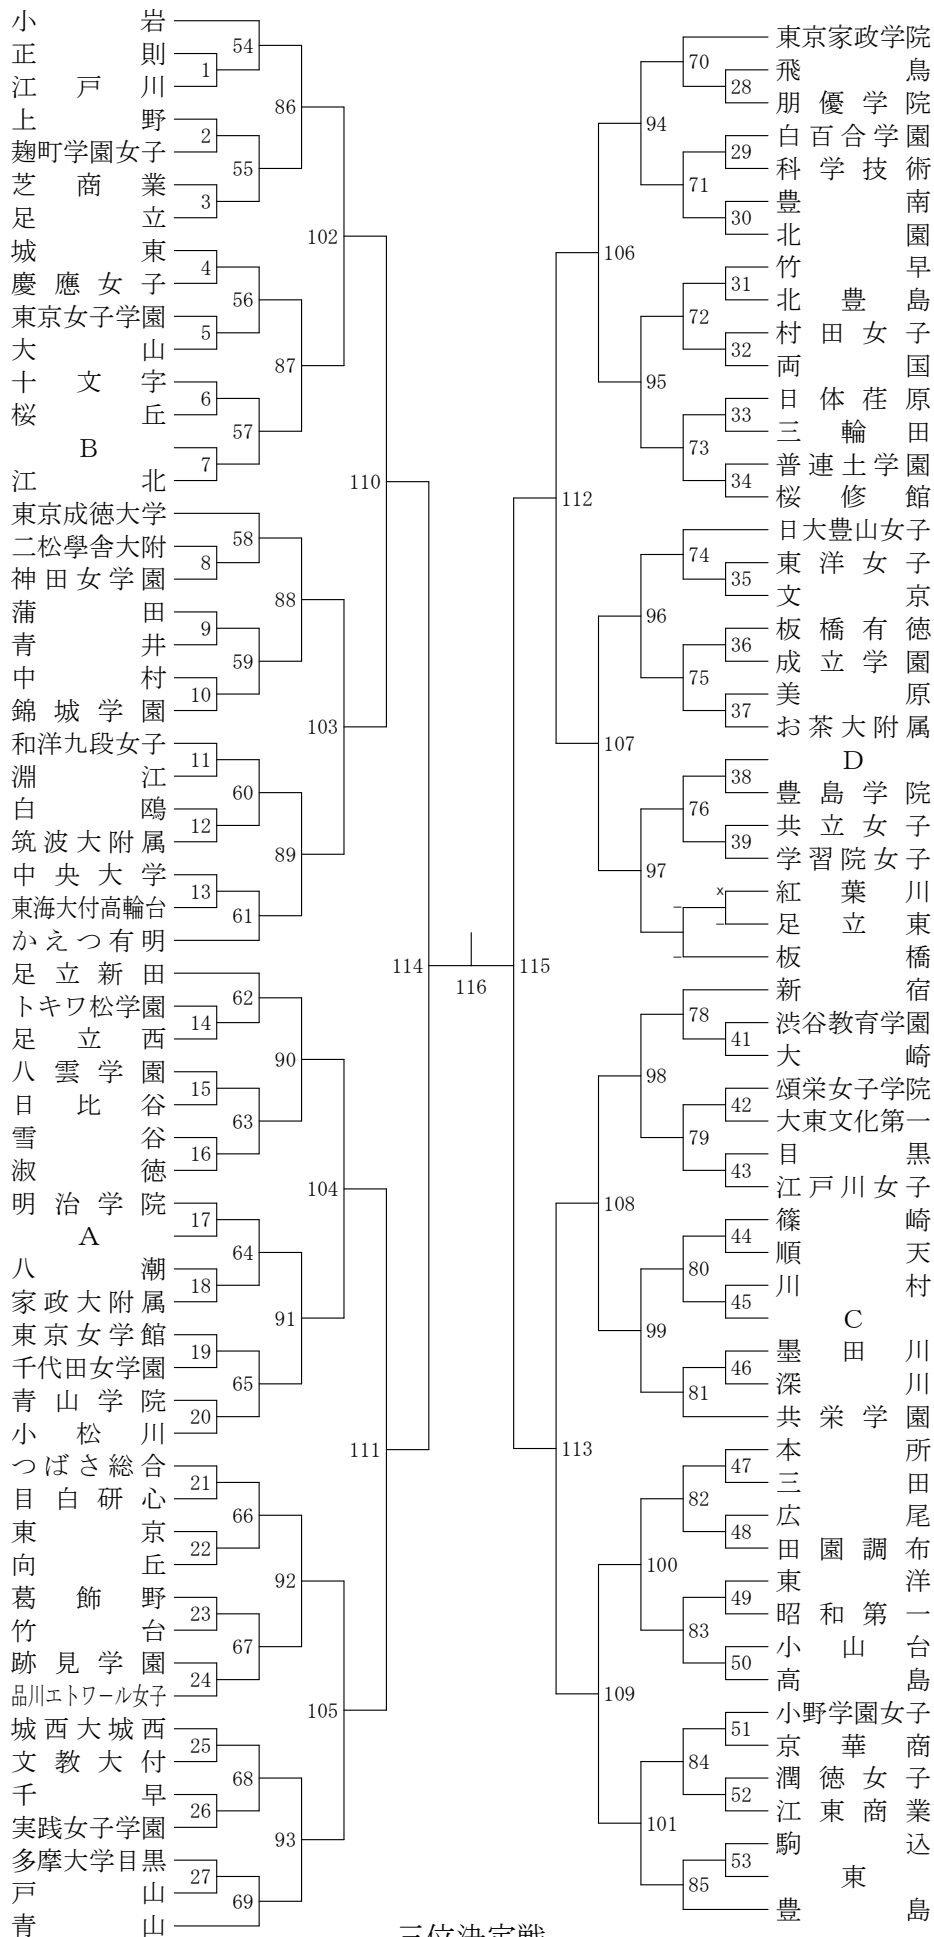 小岩
正則
江戸川
上野
麹町学園女子
芝商業
足立
城東
慶應女子
東京女子学園
大山
十文字
桜丘
B
江北
東京成徳大学
二松學舎大附
神田女学園
蒲田
青井
中村
錦城学園
和洋九段女子
淵江
白鴎
筑波大附属
中央大学
東海大付高輪台
かえつ有明
足立新田
トキワ松学園
足立西
八雲学園
日比谷
雪谷
淑徳
明治学院
A
八潮
家政大附属
東京女学館
千代田女学園
青山学院
小松川
つばさ総合
目白研心
東京
向丘
葛飾野
竹台
跡見学園
品川エトワール女子
城西大城西
文教大付
千早
実践女子学園
多摩大学目黒
戸山
青山
1
2
3
4
5
6
7
8
9
10
11
12
13
14
15
16
17
18
19
20
21
22
23
24
25
26
27
54
55
56
57
58
59
60
61
62
63
64
65
66
67
68
69
86
87
88
89
90
91
92
93
102
103
104
105
110
111
114
116
115
112
113
106
107
108
109
94
95
96
97
98
99
100
101
70
71
72
73
74
75
76
78
79
80
81
82
83
84
85
28
29
30
31
32
33
34
35
36
37
38
39
x
41
42
43
44
45
46
47
48
49
50
51
52
53
東京家政学院
飛鳥
朋優学院
白百合学園
科学技術
豊南
北園
竹早
北豊島
村田女子
両国
日体荏原
三輪田
普連土学園
桜修館
日大豊山女子
東洋女子
文京
板橋有徳
成立学園
美原
お茶大附属
D
豊島学院
共立女子
学習院女子
紅葉川
足立東
板橋
新宿
渋谷教育学園
大崎
頌栄女子学院
大東文化第一
目黒
江戸川女子
篠崎
順天
川村
C
墨田川
深川
共栄学園
本所
三田
広尾
田園調布
東洋
昭和第一
小山台
高島
小野学園女子
京華商
潤徳女子
江東商業
駒込
東
豊島
三位決定戦